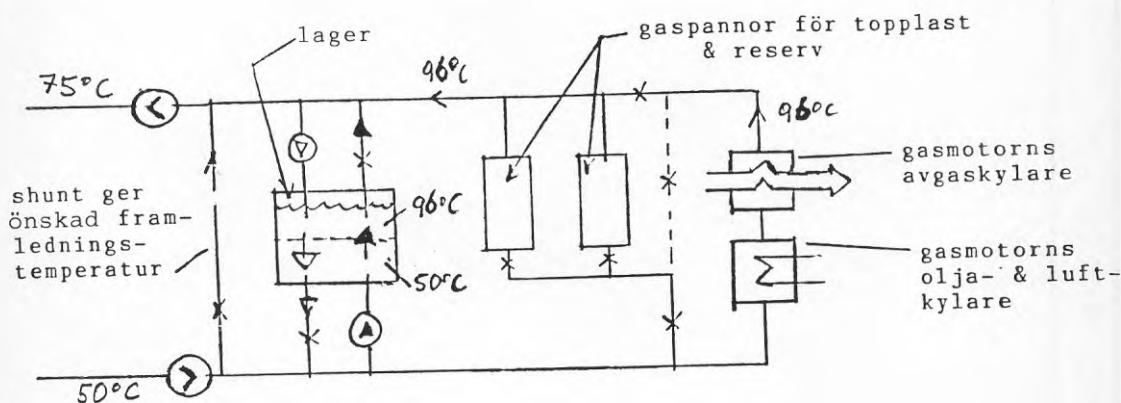 lager
gaspannor för topplast
& reserv
75°C
96°C
96°C
gasmotorns
avgaskylare
shunt ger
önskad fram-
lednings-
temperatur
96°C
50°C
gasmotorns
olja- & luft-
kylare
50°C